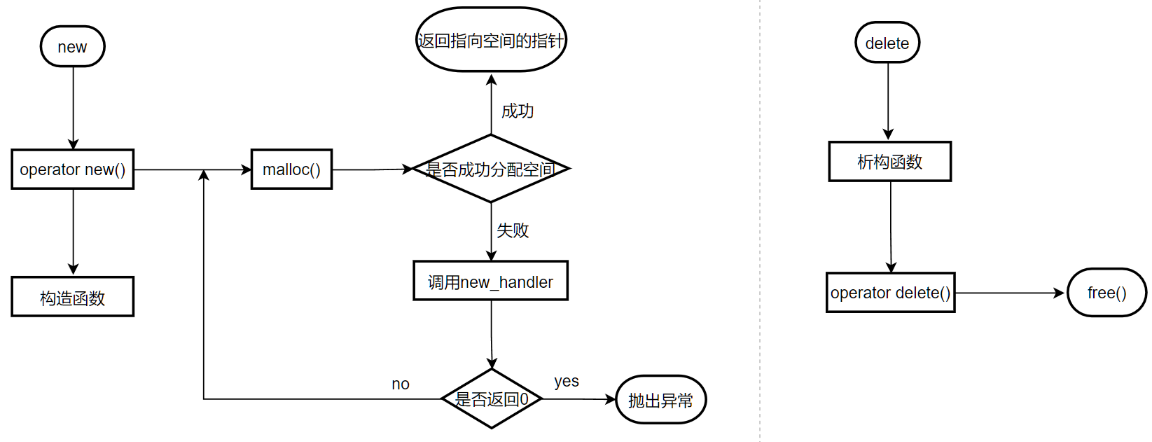 new
operator new()
构造函数
malloc()
是否成功分配空间
成功
返回指向空间的指针
失败
调用new_handler
是否返回0
no
yes
抛出异常
delete
析构函数
operator delete()
free()